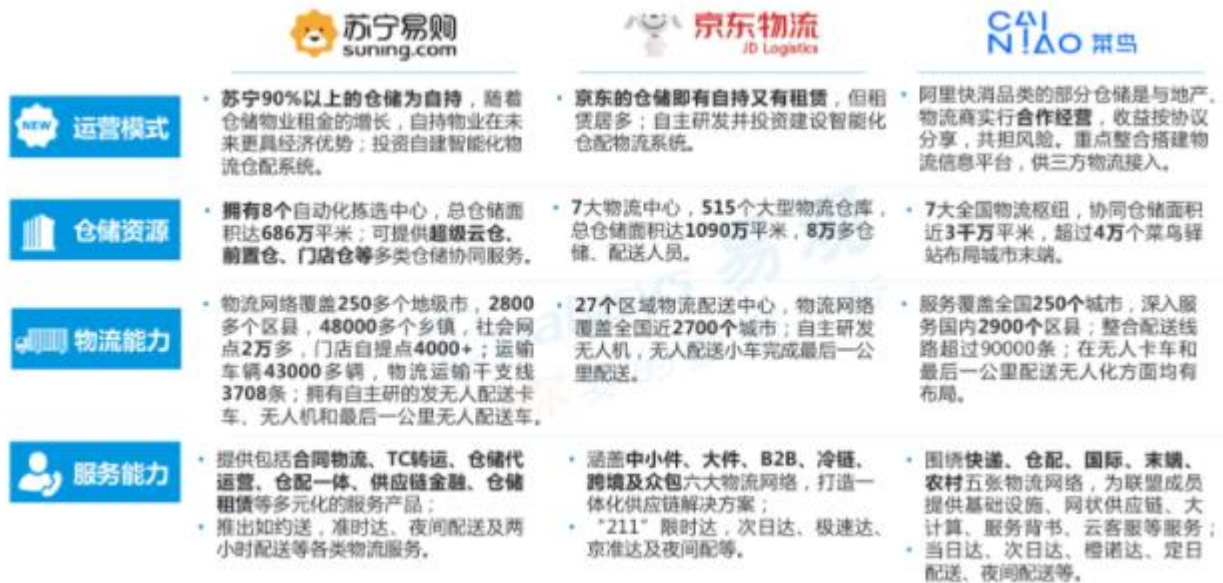 苏宁易购
suning.com
京东物流
JD Logistics
CAI
NIAO 菜鸟
NEW 运营模式
• 苏宁90%以上的仓储为自持，随着
仓储物业租金的增长，自持物业在未
来更具经济优势；投资自建智能化物
流仓配系统。
• 京东的仓储即有自持又有租赁，但租
赁居多；自主研发并投资建设智能化
仓配物流系统。
• 阿里快消品类的部分仓储是与地产、
物流商实行合作经营，收益按协议
分享，共担风险。重点整合搭建物
流信息平台，供三方物流接入。
仓储资源
• 拥有8个自动化拣选中心，总仓储面
积达686万平米；可提供超级云仓、
前置仓、门店仓等多类仓储协同服务。
• 7大物流中心，515个大型物流仓库，
总仓储面积达1090万平米，8万多仓
储、配送人员。
• 7大全国物流枢纽，协同仓储面积
近3千万平米，超过4万个菜鸟驿
站布局城市末端。
物流能力
• 物流网络覆盖250多个地级市，2800
多个区县，48000多个乡镇，社会网
点2万多，门店自提点4000+；运输
车辆43000多辆，物流运输干支线
3708条；拥有自主研的发无人配送卡
车、无人机和最后一公里无人配送车。
• 27个区域物流配送中心，物流网络
覆盖全国近2700个城市；自主研发
无人机，无人配送小车完成最后一公
里配送。
• 服务覆盖全国250个城市，深入服
务国内2900个区县；整合配送线
路超过90000条；在无人卡车和
最后一公里配送无人化方面均有
布局。
服务能力
• 提供包括合同物流、TC转运、仓储代
运营、仓配一体、供应链金融、仓储
租赁等多元化的服务产品；
• 推出如约送，准时达、夜间配送及两
小时配送等各类物流服务。
• 涵盖中小件、大件、B2B、冷链、
跨境及众包六大物流网络，打造一
体化供应链解决方案；
• “211”限时达，次日达、极速达、
京准达及夜间配等。
• 围绕快递、仓配、国际、末端、
农村五张物流网络，为联盟成员
提供基础设施、网状供应链、大
计算、服务背书、云客服等服务；
• 当日达、次日达、橙诺达、定日
配送、夜间配送等。